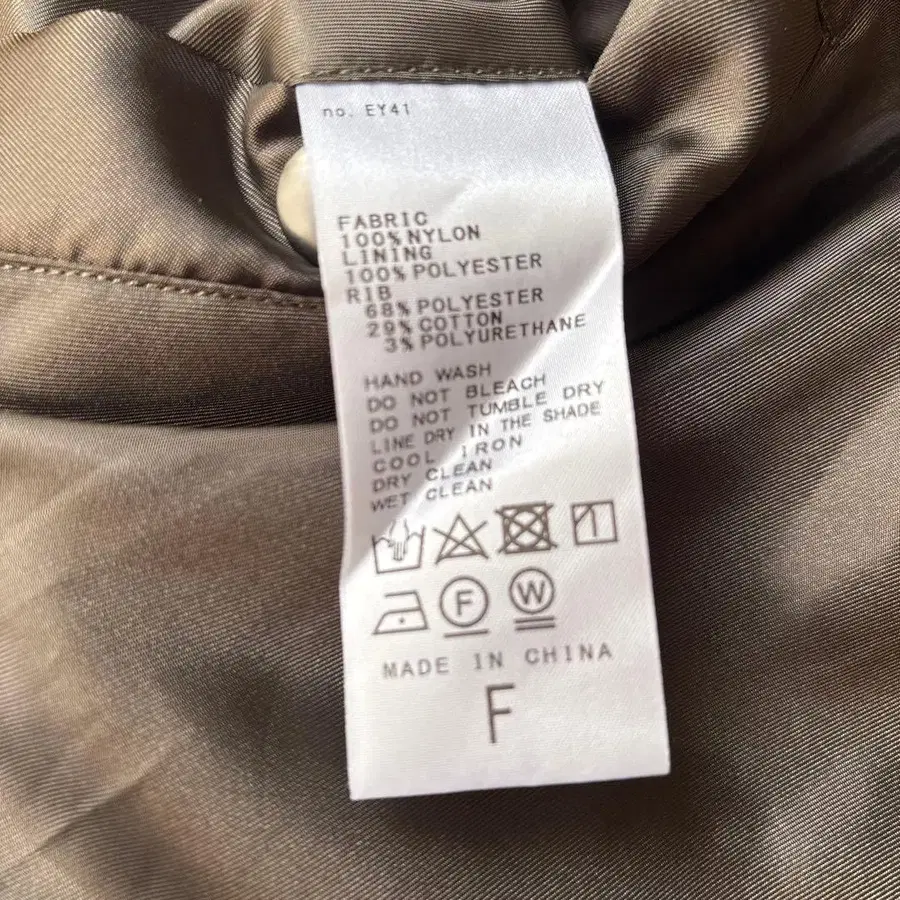 no. EY41
FABRIC
100% NYLON
LINING
100% POLYESTER
RIB
68% POLYESTER
29% COTTON
3% POLYURETHANE
HAND WASH
DO NOT BLEACH
DO NOT TUMBLE DRY
LINE DRY IN THE SHADE
COOL IRON
DRY CLEAN
WET CLEAN
F W
MADE IN CHINA
F